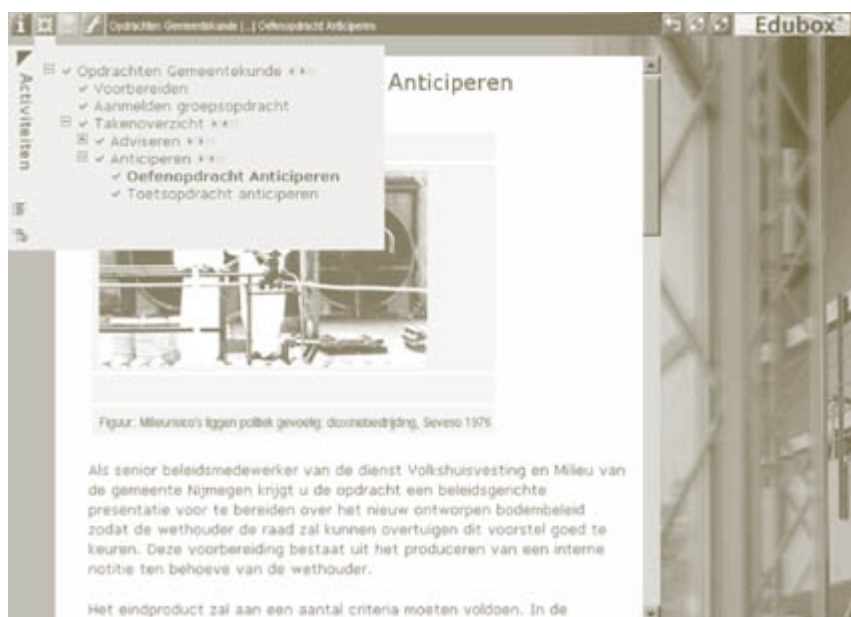 Opdrachten Gemeentekunde (...( Oefenopdracht Anticiperen
Edubox
Activiteiten
Opdrachten Gemeentekunde
Voorbereiden
Aanmelden groepsopdracht
Takenoverzicht
Adviseren
Anticiperen
Oefenopdracht Anticiperen
Toetsopdracht anticiperen
Anticiperen
Figuur: Milieurisico's liggen politiek gevoelig: dioxinebestrijding, Seveso 1976
Als senior beleidsmedewerker van de dienst Volkshuisvesting en Milieu van
de gemeente Nijmegen krijgt u de opdracht een beleidsgerichte
presentatie voor te bereiden over het nieuw ontworpen bodembeleid
zodat de wethouder de raad zal kunnen overtuigen dit voorstel goed te
keuren. Deze voorbereiding bestaat uit het produceren van een interne
notitie ten behoeve van de wethouder.
Het eindproduct zal aan een aantal criteria moeten voldoen. In de